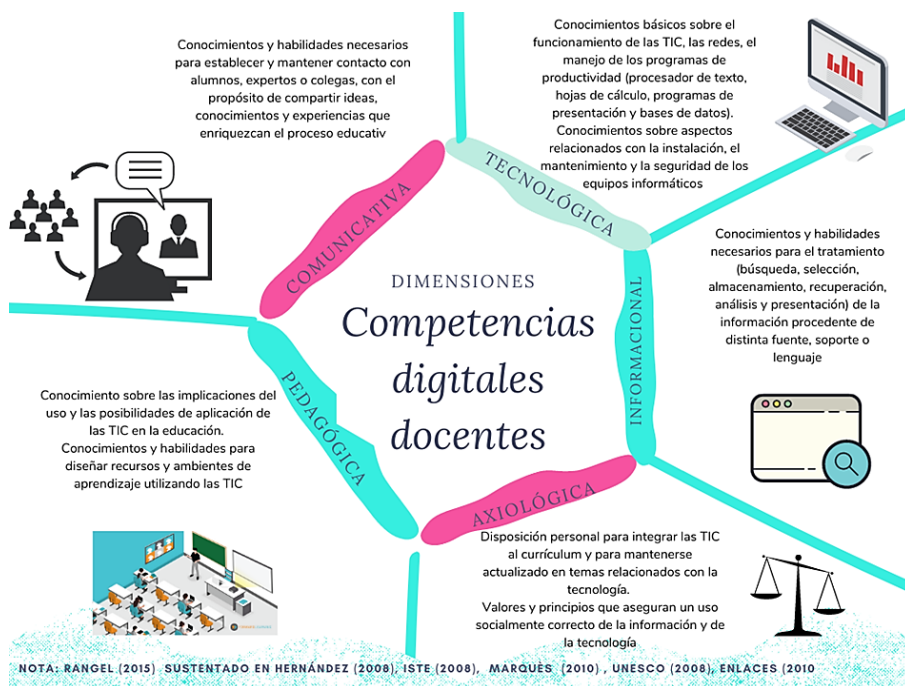 Conocimientos y habilidades necesarios
para establecer y mantener contacto con
alumnos, expertos o colegas, con el
propósito de compartir ideas,
conocimientos y experiencias que
enriquezcan el proceso educativ
Conocimientos básicos sobre el
funcionamiento de las TIC, las redes, el
manejo de los programas de
productividad (procesador de texto,
hojas de cálculo, programas de
presentación y bases de datos).
Conocimientos sobre aspectos
relacionados con la instalación, el
mantenimiento y la seguridad de los
equipos informáticos
COMUNICATIVA
TECNOLÓGICA
Conocimientos y habilidades
necesarios para el tratamiento
(búsqueda, selección,
almacenamiento, recuperación,
análisis y presentación) de la
información procedente de
distinta fuente, soporte o
lenguaje
INFORMACIONAL
DIMENSIONES
Competencias
digitales
docentes
PEDAGÓGICA
Conocimiento sobre las implicaciones del
uso y las posibilidades de aplicación de
las TIC en la educación.
Conocimientos y habilidades para
diseñar recursos y ambientes de
aprendizaje utilizando las TIC
AXIOLÓGICA
Disposición personal para integrar las TIC
al currículum y para mantenerse
actualizado en temas relacionados con la
tecnología.
Valores y principios que aseguran un uso
socialmente correcto de la información y de
la tecnología
NOTA: RANGEL (2015) SUSTENTADO EN HERNÁNDEZ (2008), ISTE (2008), MARQUÈS (2010) , UNESCO (2008), ENLACES (2010